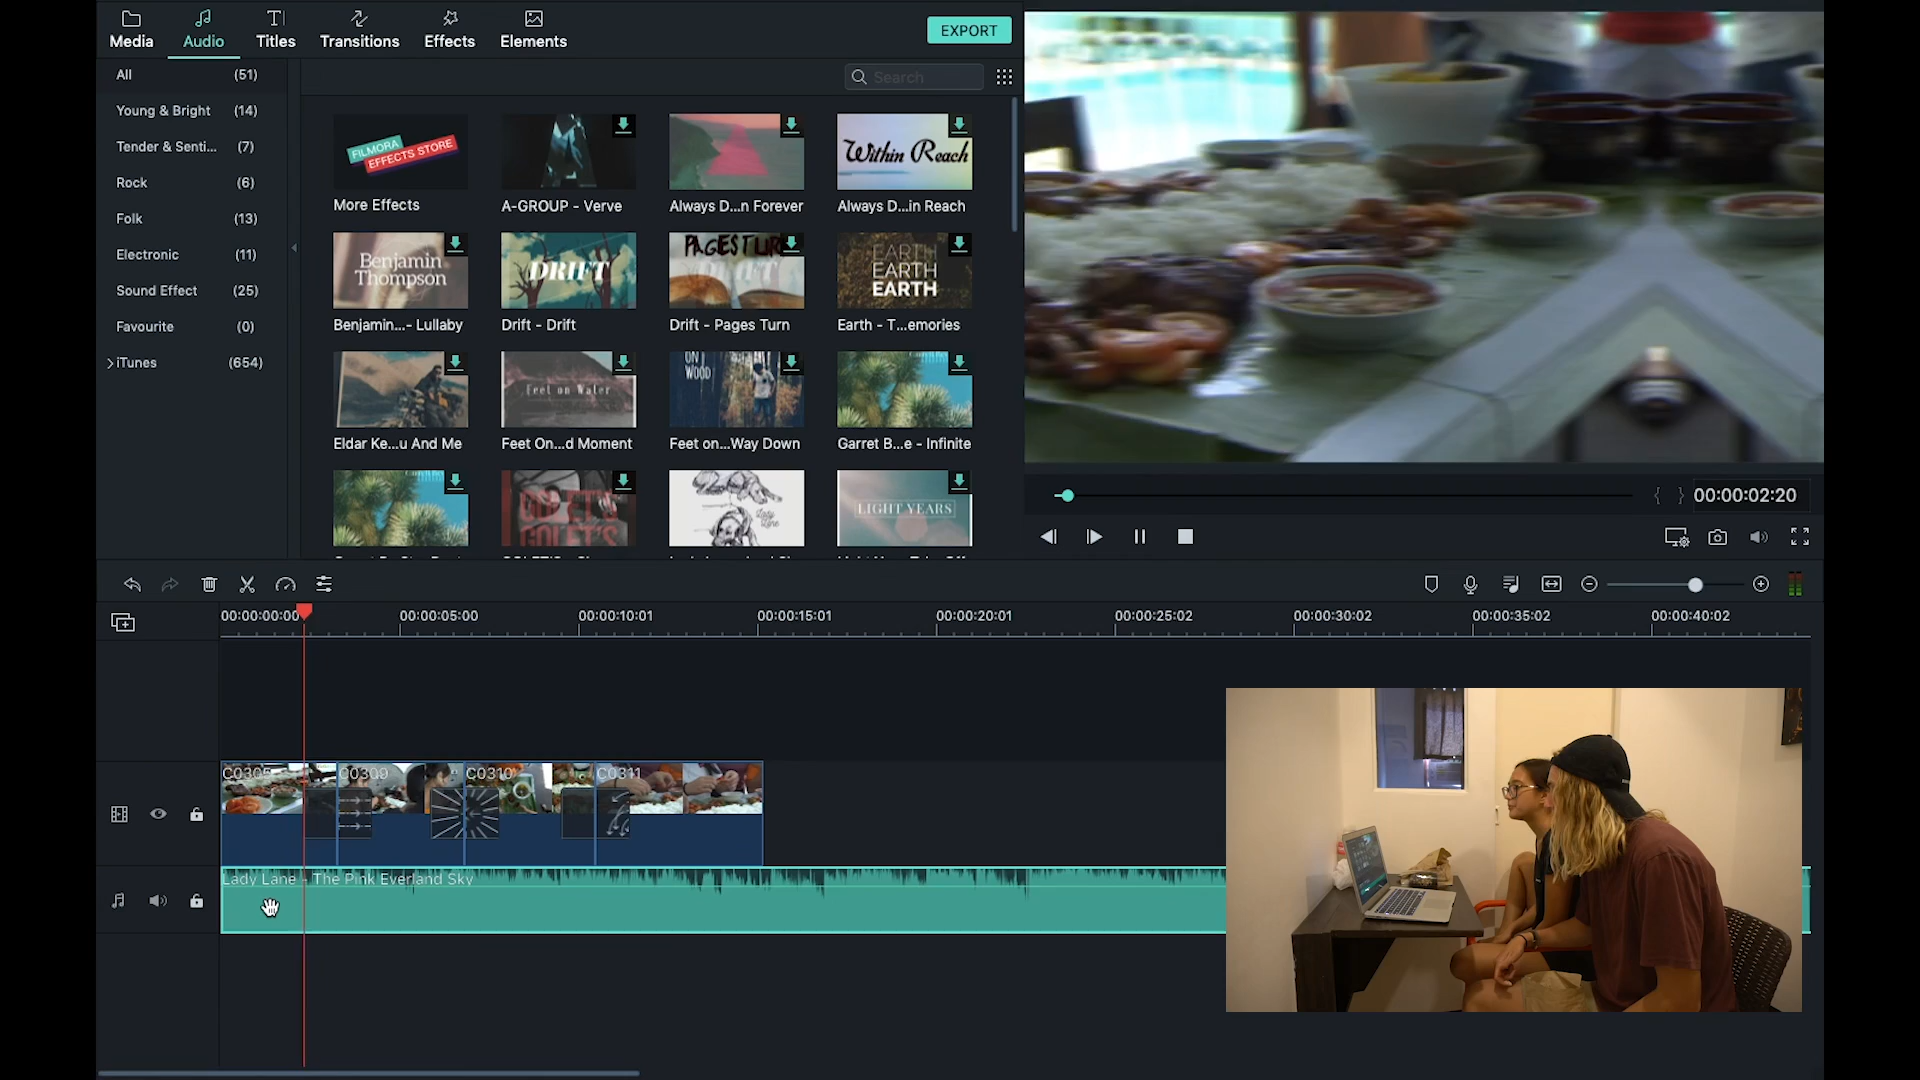 Media
Audio
Titles
Transitions
Effects
Elements
EXPORT
All (51)
Young & Bright (14)
Tender & Senti... (7)
Rock (6)
Folk (13)
Electronic (11)
Sound Effect (25)
Favourite (0)
iTunes (654)
Search
FILMORA
EFFECTS STORE
Within Reach
More Effects
A-GROUP - Verve
Always D...n Forever
Always D...in Reach
Benjamin
Thompson
DRIFT
PAGES TURN
DRIFT
EARTH
EARTH
EARTH
Benjamin...- Lullaby
Drift - Drift
Drift - Pages Turn
Earth - T...emories
ON
WOOD
Feet on Water
Eldar Ke...u And Me
Feet On...d Moment
Feet on...Way Down
Garret B...e - Infinite
GOLET'S
GOLET'S
Lady
Lane
LIGHT YEARS
00:00:02:20
00:00:00:00
00:00:05:00
00:00:10:01
00:00:15:01
00:00:20:01
00:00:25:02
00:00:30:02
00:00:35:02
00:00:40:02
C0309
C0310
C0311
Lady Lane - The Pink Everland Sky